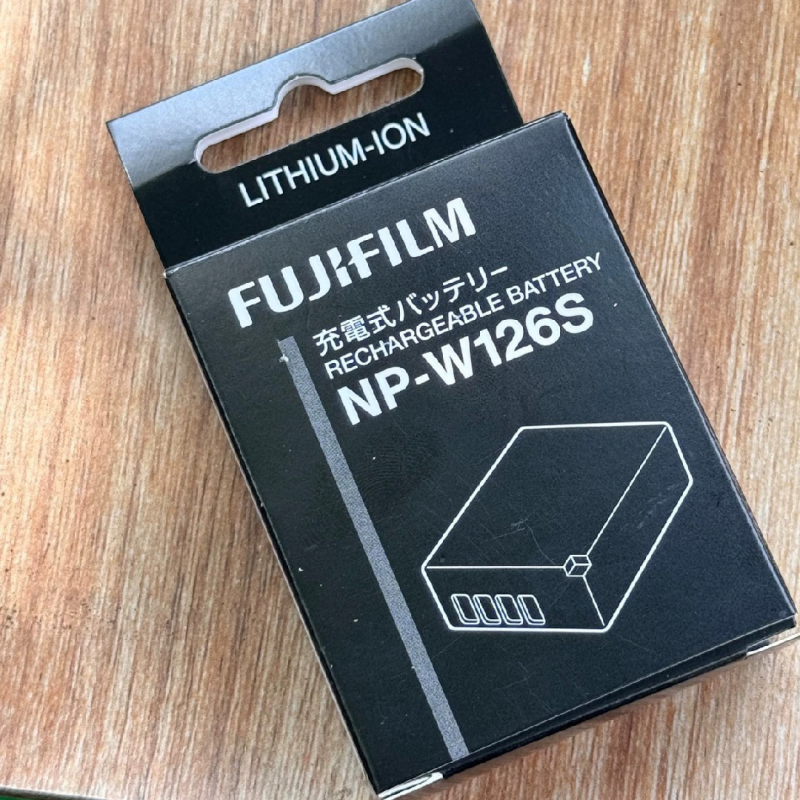 LITHIUM-ION
FUJIFILM
充電式バッテリー
RECHARGEABLE BATTERY
NP-W126S